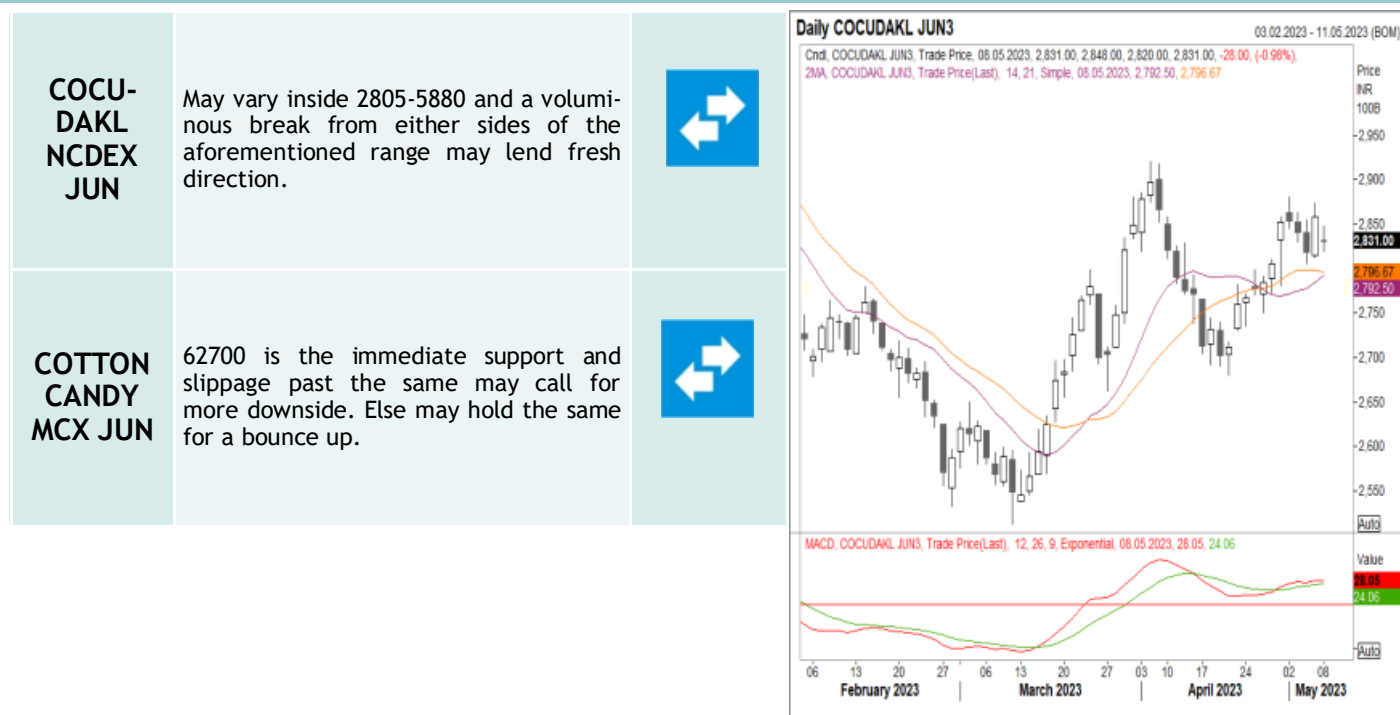 COCU-
DAKL
NCDEX
JUN
May vary inside 2805-5880 and a volumi-
nous break from either sides of the
aforementioned range may lend fresh
direction.
COTTON
CANDY
MCX JUN
62700 is the immediate support and
slippage past the same may call for
more downside. Else may hold the same
for a bounce up.
Daily COCUDAKL JUN3
03.02.2023 - 11.05.2023 (BOM)
Cndl, COCUDAKL JUN3, Trade Price, 08.05.2023, 2,831.00, 2,848.00, 2,820.00, 2,831.00, -28.00, (-0.98%),
2MA, COCUDAKL JUN3, Trade Price(Last), 14, 21, Simple, 08.05.2023, 2,792.50, 2,796.67
Price
INR
100B
2,950
2,900
2,850
2,831.00
2,796.67
2,792.50
2,750
2,700
2,650
2,600
2,550
Auto
MACD, COCUDAKL JUN3, Trade Price(Last), 12, 26, 9, Exponential, 08.05.2023, 28.05, 24.06
Value
28.05
24.06
Auto
06 13 20 27 06 13 20 27 03 10 17 24 02 08
February 2023 March 2023 April 2023 May 2023